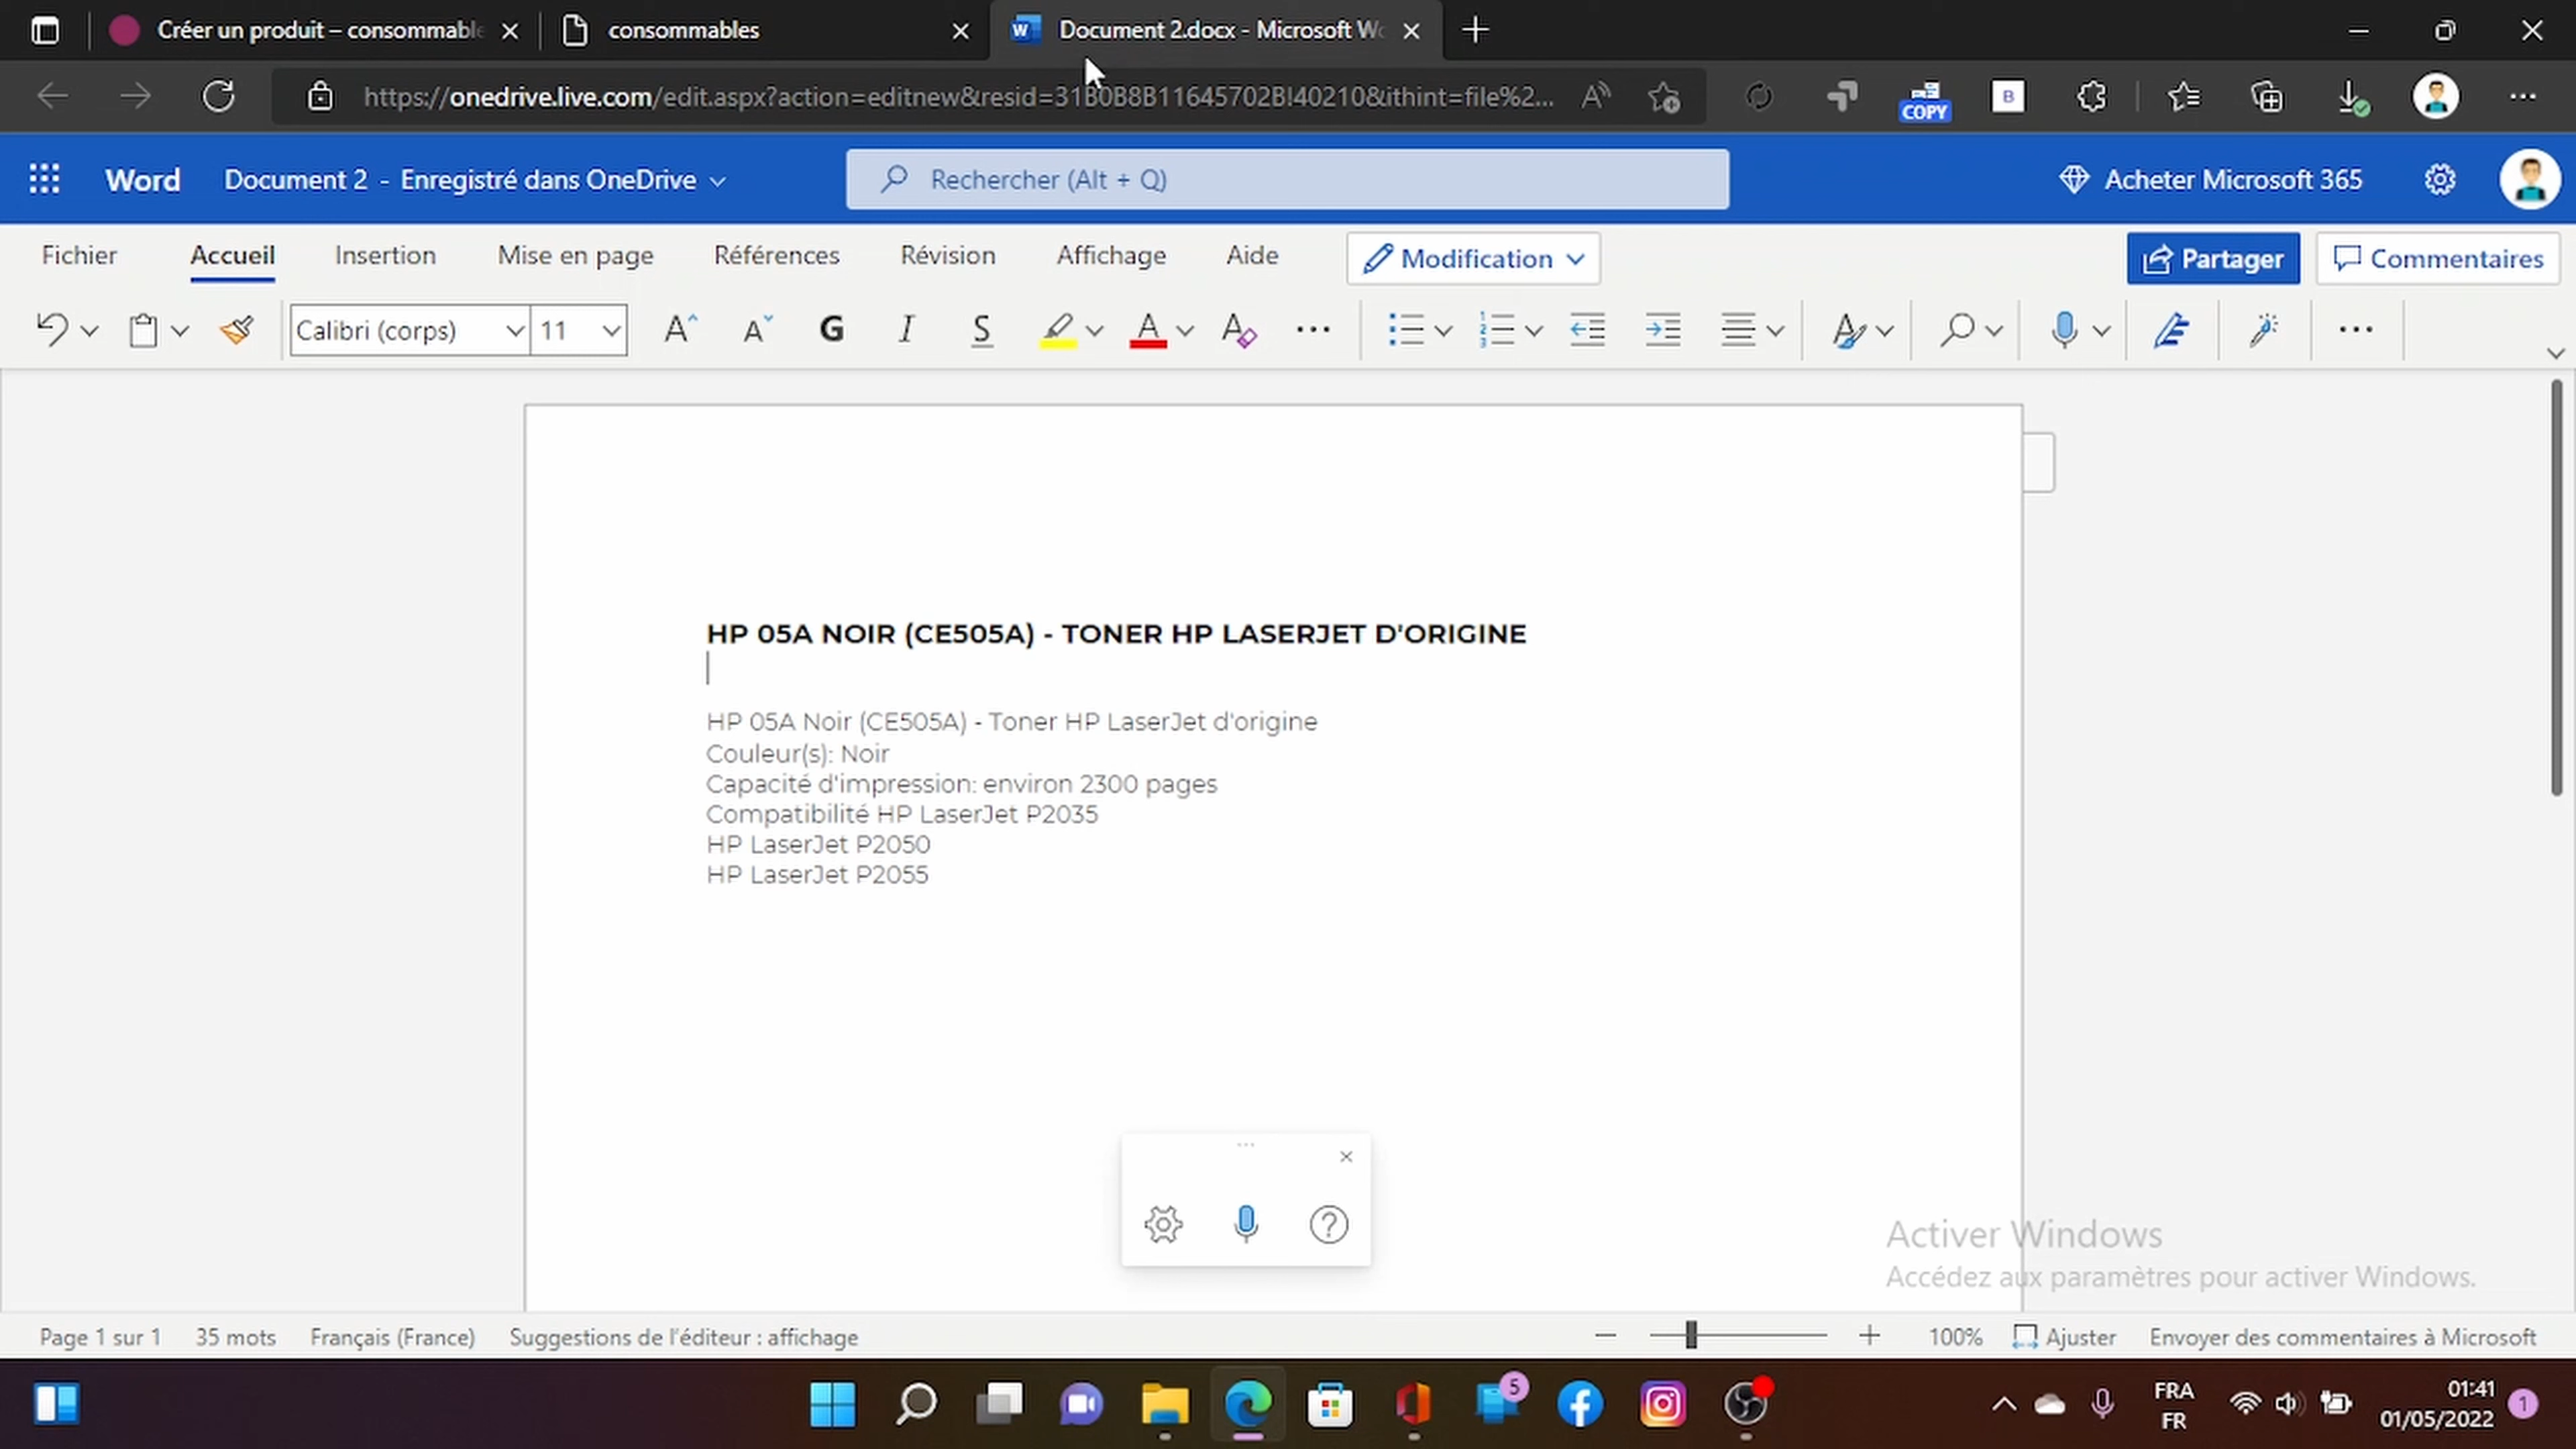 Créer un produit – consommable
consommables
Document 2.docx - Microsoft Wo
https://onedrive.live.com/edit.aspx?action=editnew&resid=31B0B8B11645702B!40210&ithint=file%2...
COPY
B
Word
Document 2 - Enregistré dans OneDrive
Rechercher (Alt + Q)
Acheter Microsoft 365
Fichier
Accueil
Insertion
Mise en page
Références
Révision
Affichage
Aide
Modification
Partager
Commentaires
Calibri (corps)
11
G
I
S
HP 05A NOIR (CE505A) - TONER HP LASERJET D'ORIGINE
HP 05A Noir (CE505A) - Toner HP LaserJet d'origine
Couleur(s): Noir
Capacité d'impression: environ 2300 pages
Compatibilité HP LaserJet P2035
HP LaserJet P2050
HP LaserJet P2055
Activer Windows
Accédez aux paramètres pour activer Windows.
Page 1 sur 1
35 mots
Français (France)
Suggestions de l'éditeur : affichage
100%
Ajuster
Envoyer des commentaires à Microsoft
5
FRA
FR
01:41
01/05/2022
1